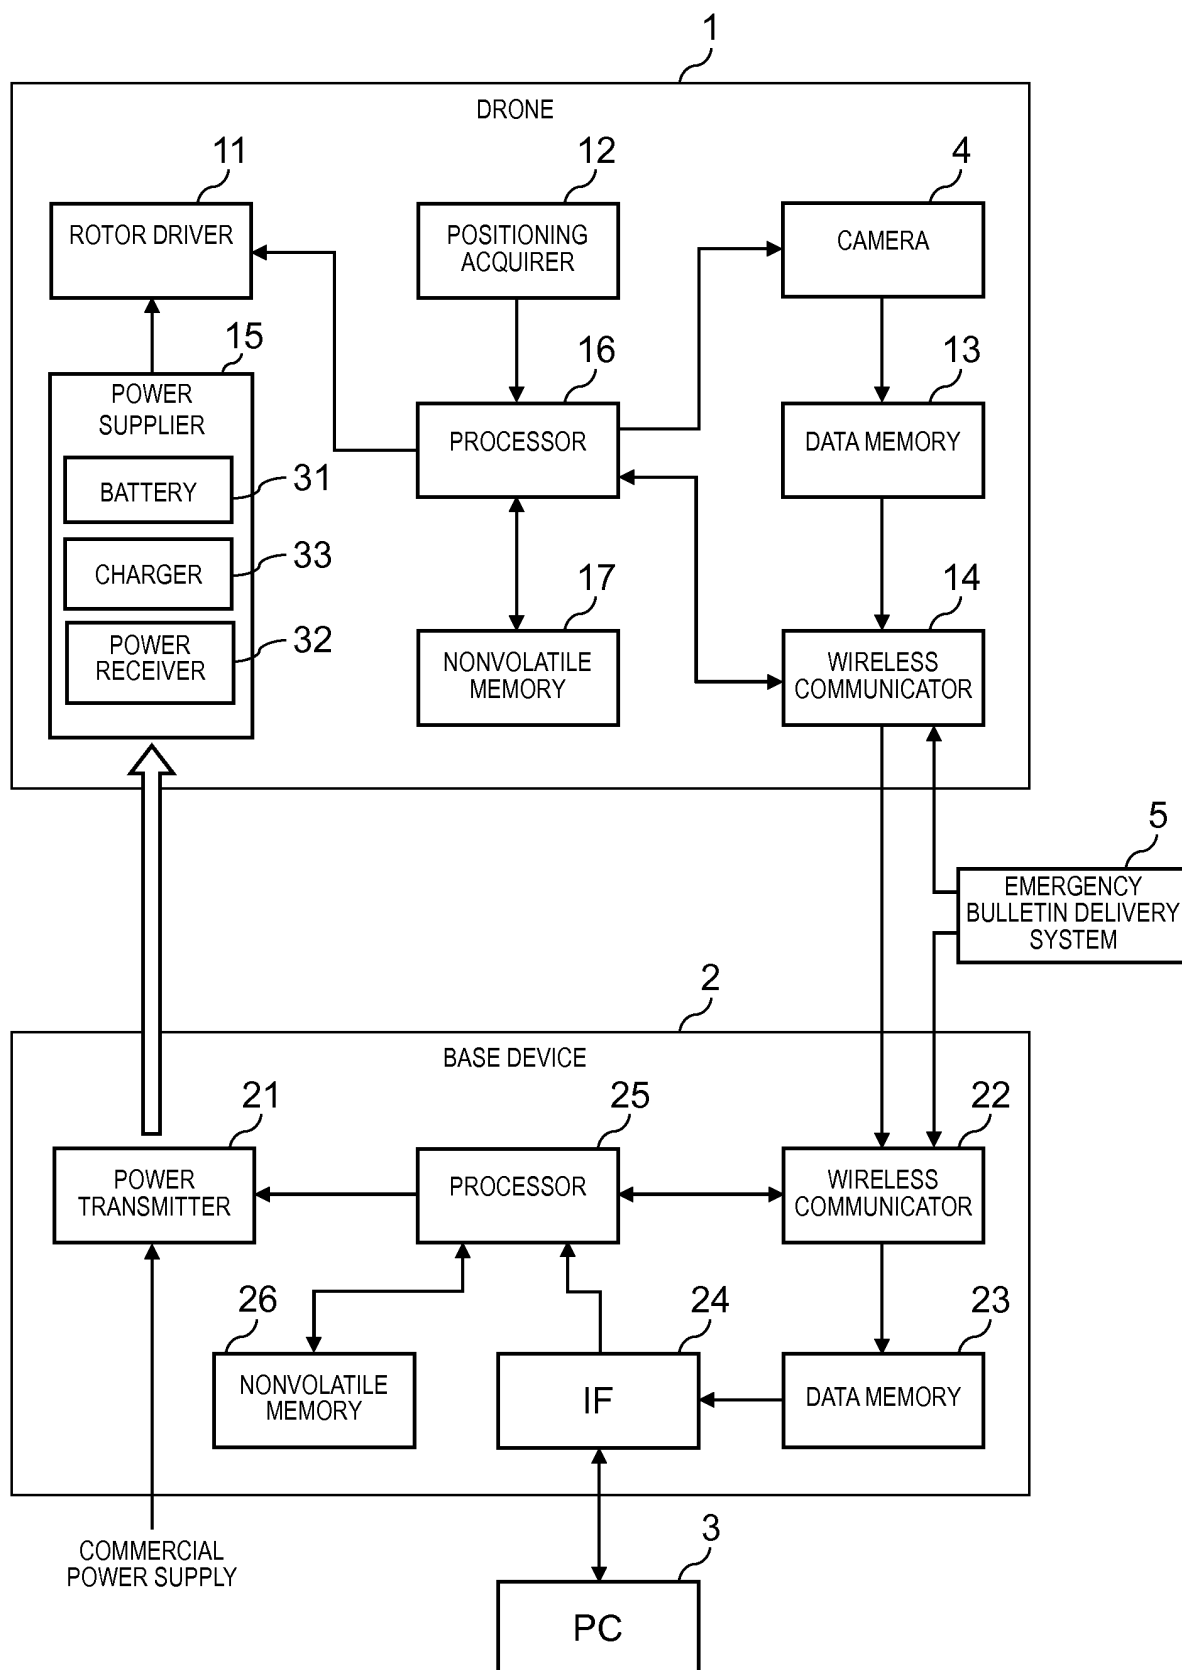 1
DRONE
11
12
4
ROTOR DRIVER
POSITIONING
ACQUIRER
CAMERA
15
16
13
POWER
SUPPLIER
PROCESSOR
DATA MEMORY
BATTERY
31
CHARGER
33
17
14
POWER
RECEIVER
32
NONVOLATILE
MEMORY
WIRELESS
COMMUNICATOR
5
EMERGENCY
BULLETIN DELIVERY
SYSTEM
2
BASE DEVICE
21
25
22
POWER
TRANSMITTER
PROCESSOR
WIRELESS
COMMUNICATOR
26
24
23
NONVOLATILE
MEMORY
IF
DATA MEMORY
COMMERCIAL
POWER SUPPLY
3
PC